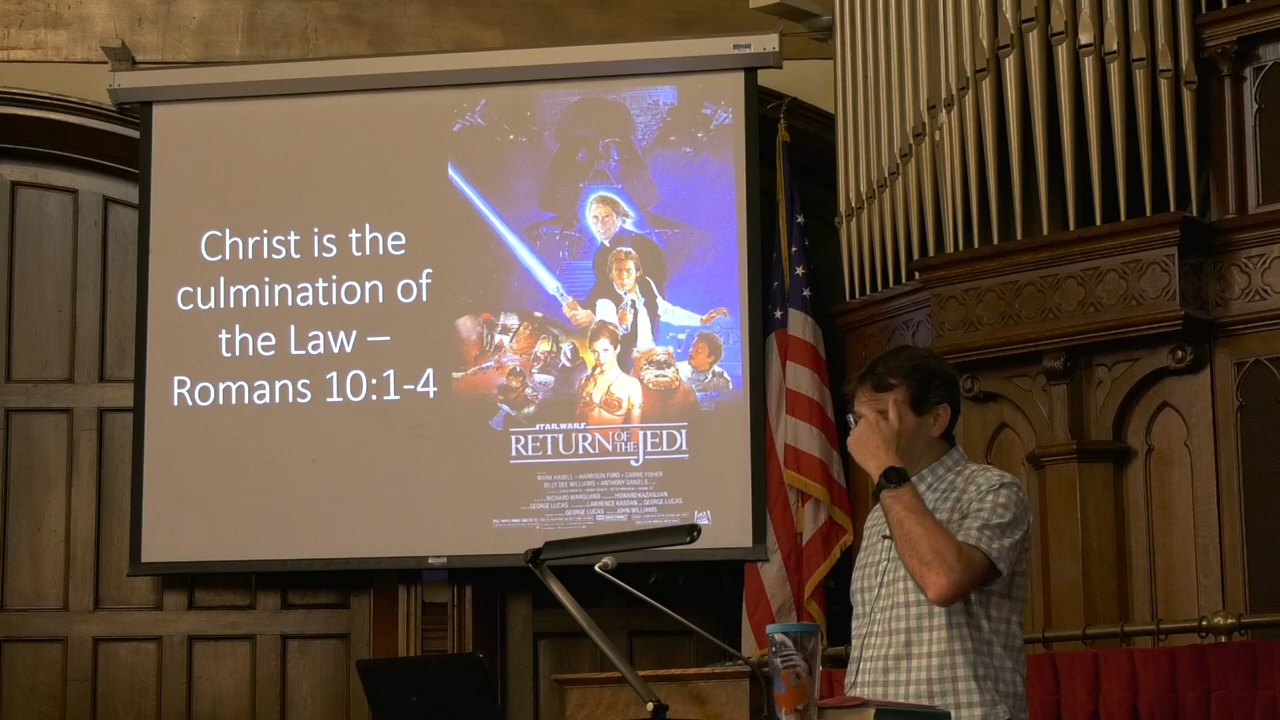 Christ is the
culmination of
the Law –
Romans 10:1-4
STAR WARS
RETURN OF THE JEDI
MARK HAMILL • HARRISON FORD • CARRIE FISHER
BILLY DEE WILLIAMS • ANTHONY DANIELS
RICHARD MARQUAND HOWARD KAZANJIAN
GEORGE LUCAS LAWRENCE KASDAN GEORGE LUCAS
GEORGE LUCAS JOHN WILLIAMS